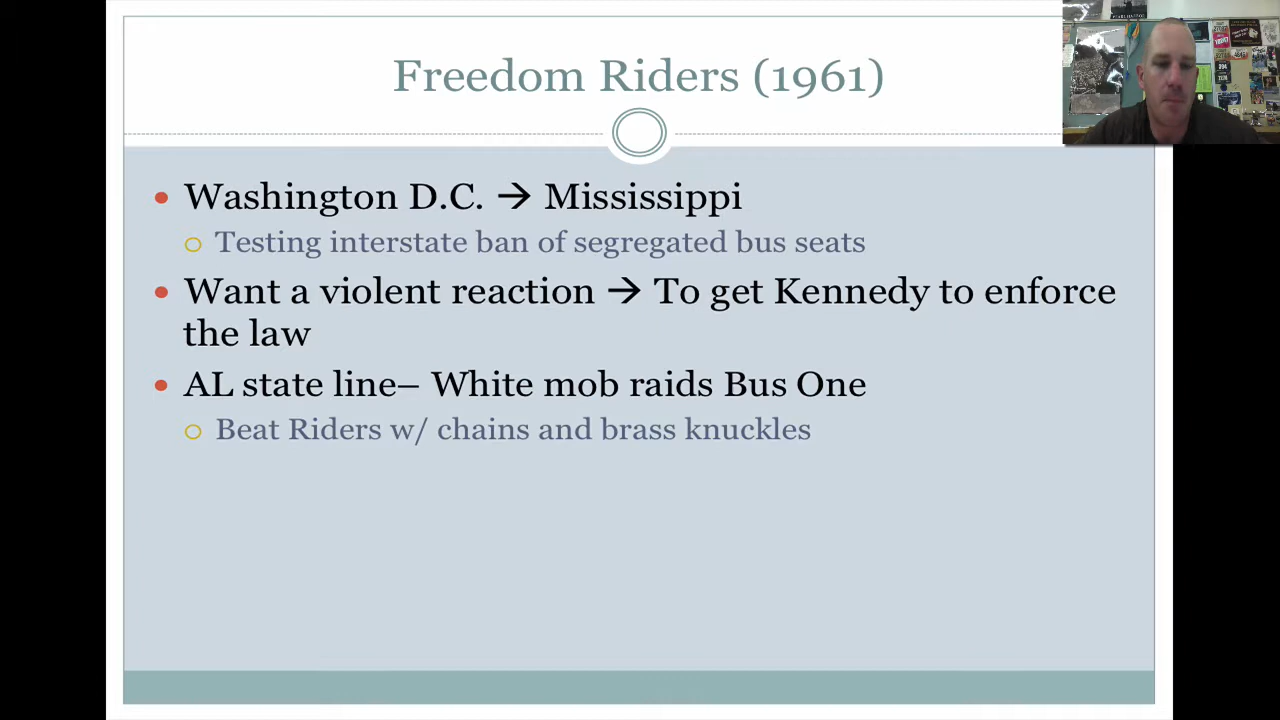 Freedom Riders (1961)
• Washington D.C. → Mississippi
o Testing interstate ban of segregated bus seats
• Want a violent reaction → To get Kennedy to enforce
the law
• AL state line– White mob raids Bus One
o Beat Riders w/ chains and brass knuckles